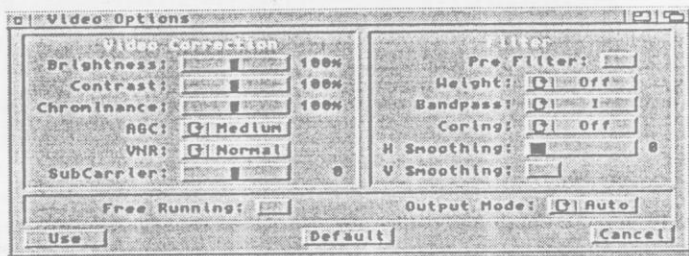 Video Options
Video Correction
Brightness: 100%
Contrast: 100%
Chrominance: 100%
AGC: Medium
VNR: Normal
SubCarrier: 0
Filter
Pre Filter:
Weight: Off
Bandpass: I
Coring: Off
H Smoothing: 0
V Smoothing:
Free Running:
Output Mode: Auto
Use
Default
Cancel